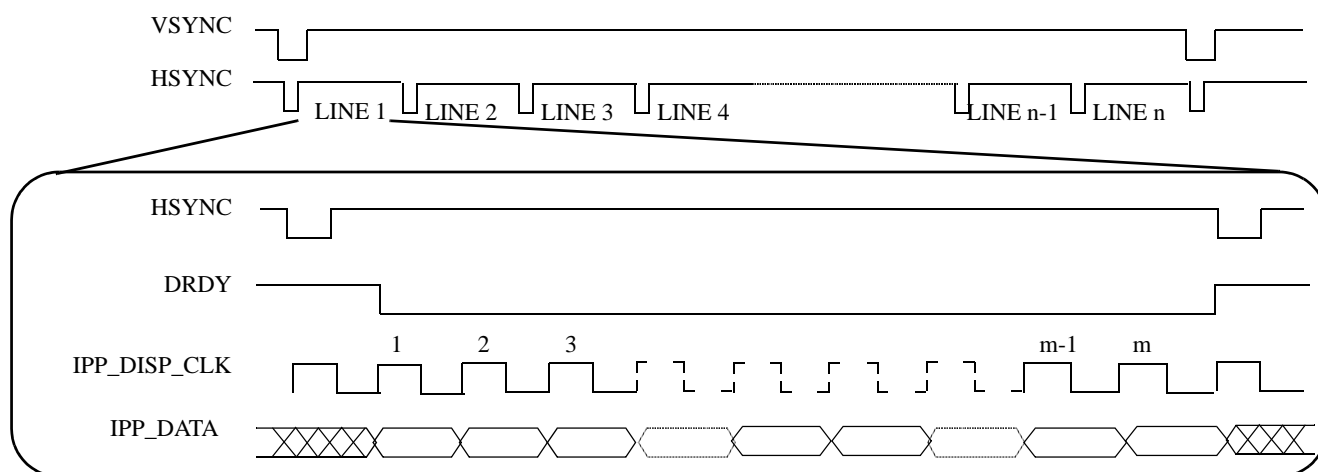 VSYNC
HSYNC
LINE 1 LINE 2 LINE 3 LINE 4 LINE n-1 LINE n
HSYNC
DRDY
1 2 3 m-1 m
IPP_DISP_CLK
IPP_DATA